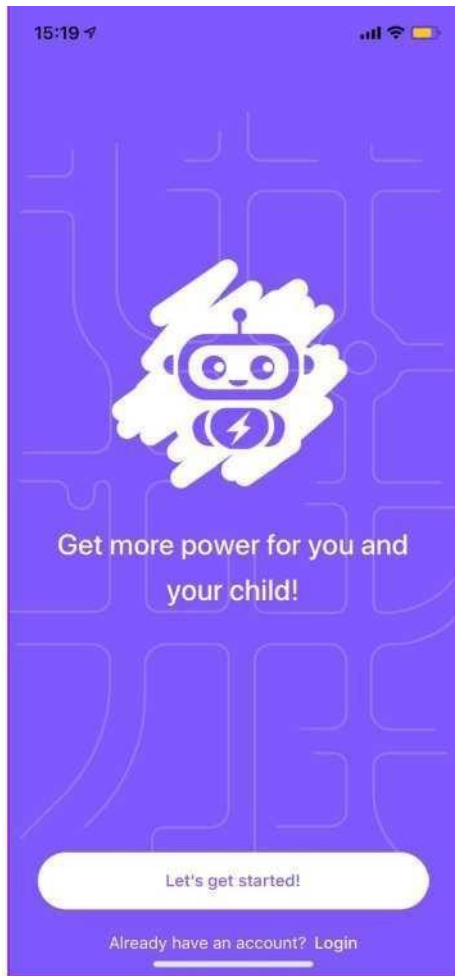 15:19
Get more power for you and
your child!
Let's get started!
Already have an account? Login